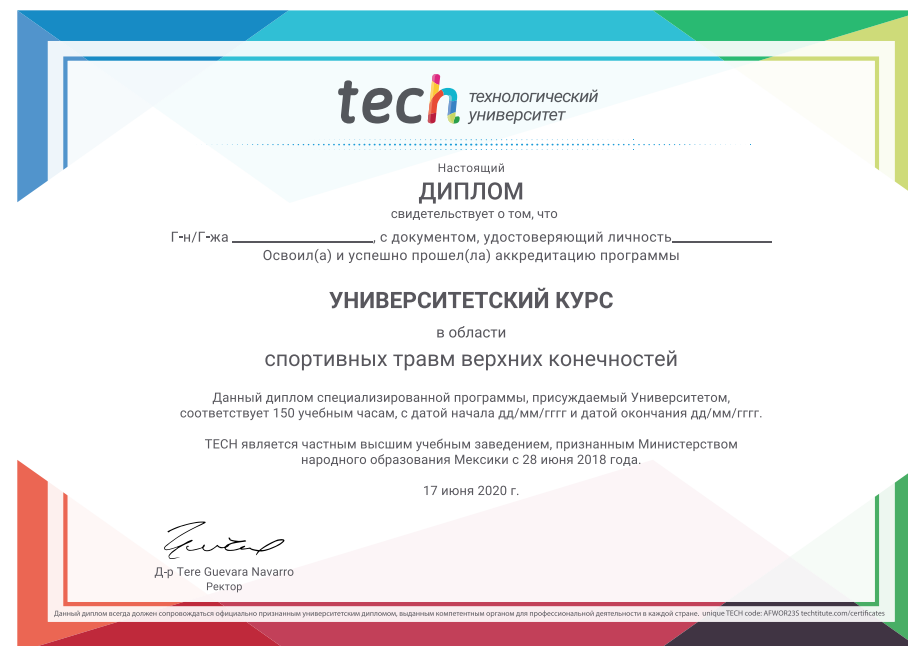 tech технологический
университет
Настоящий
ДИПЛОМ
свидетельствует о том, что
Г-н/Г-жа ________________, с документом, удостоверяющий личность____________
Освоил(а) и успешно прошел(ла) аккредитацию программы
УНИВЕРСИТЕТСКИЙ КУРС
в области
спортивных травм верхних конечностей
Данный диплом специализированной программы, присуждаемый Университетом,
соответствует 150 учебным часам, с датой начала дд/мм/гггг и датой окончания дд/мм/гггг.
TECH является частным высшим учебным заведением, признанным Министерством
народного образования Мексики с 28 июня 2018 года.
17 июня 2020 г.
Д-р Tere Guevara Navarro
Ректор
Данный диплом всегда должен сопровождаться официально признанным университетским дипломом, выданным компетентным органом для профессиональной деятельности в каждой стране. unique TECH code: AFWOR23S techtitute.com/certificates